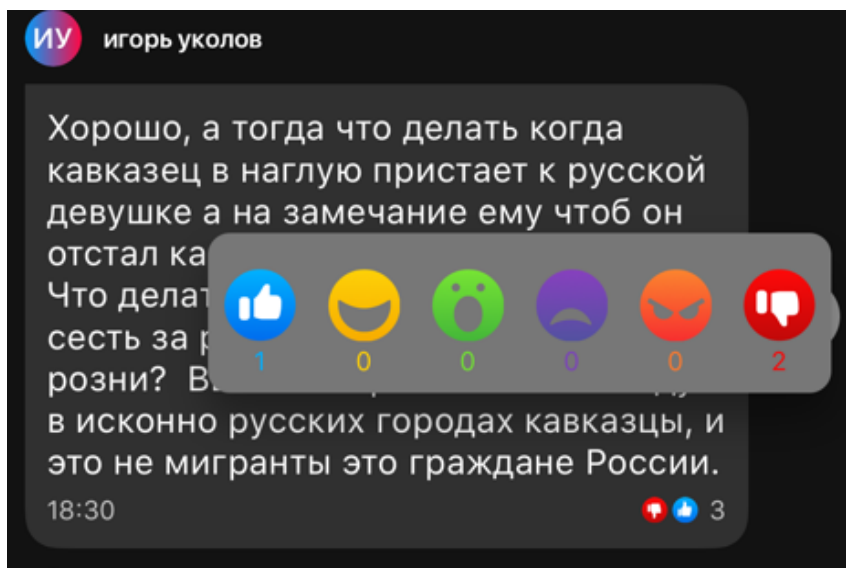 ИУ
игорь уколов
Хорошо, а тогда что делать когда
кавказец в наглую пристает к русской
девушке а на замечание ему чтоб он
отстал
Что
сесть за
розни?
в исконно русских городах кавказцы, и
это не мигранты это граждане России.
1 0 0 0 0 2
18:30
3